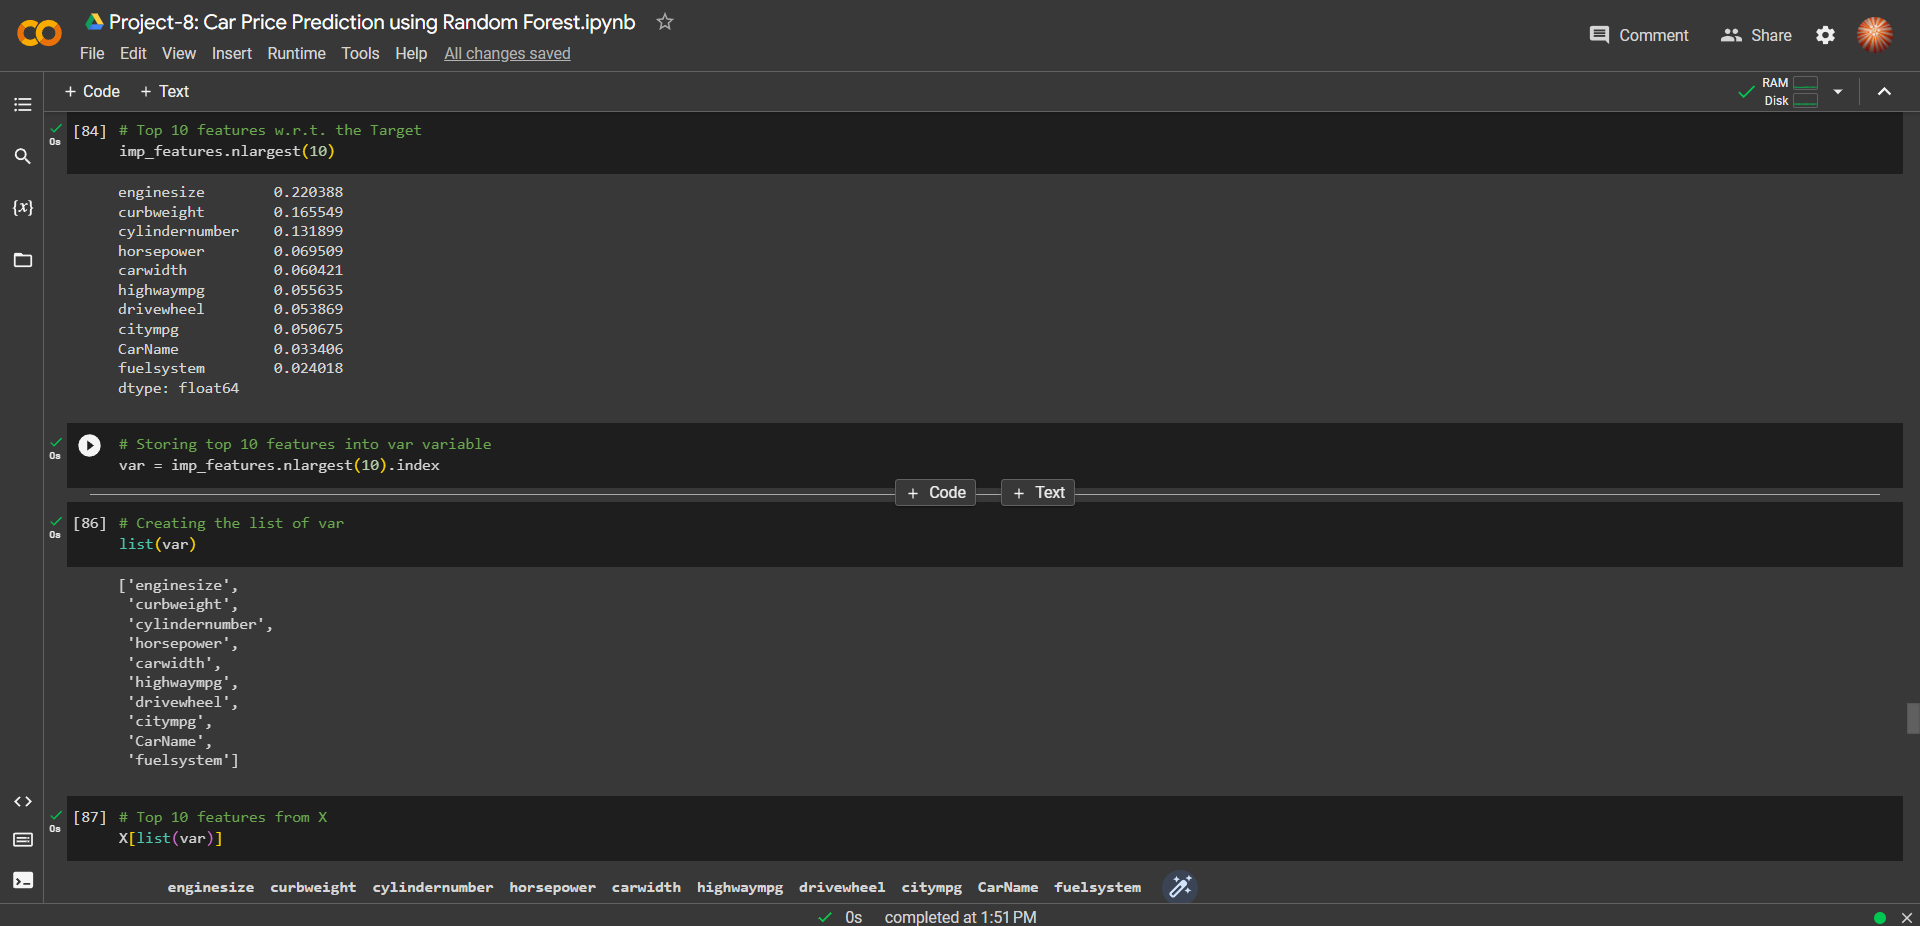 Project-8: Car Price Prediction using Random Forest.ipynb
File Edit View Insert Runtime Tools Help All changes saved
Comment Share
+ Code + Text
RAM
Disk
[84] # Top 10 features w.r.t. the Target
0s
imp_features.nlargest(10)
enginesize 0.220388
curbweight 0.165549
cylindernumber 0.131899
horsepower 0.069509
carwidth 0.060421
highwaympg 0.055635
drivewheel 0.053869
citympg 0.050675
CarName 0.033406
fuelsystem 0.024018
dtype: float64
# Storing top 10 features into var variable
0s
var = imp_features.nlargest(10).index
+ Code + Text
[86] # Creating the list of var
0s
list(var)
['enginesize',
'curbweight',
'cylindernumber',
'horsepower',
'carwidth',
'highwaympg',
'drivewheel',
'citympg',
'CarName',
'fuelsystem']
[87] # Top 10 features from X
0s
X[list(var)]
enginesize curbweight cylindernumber horsepower carwidth highwaympg drivewheel citympg CarName fuelsystem
0s completed at 1:51 PM